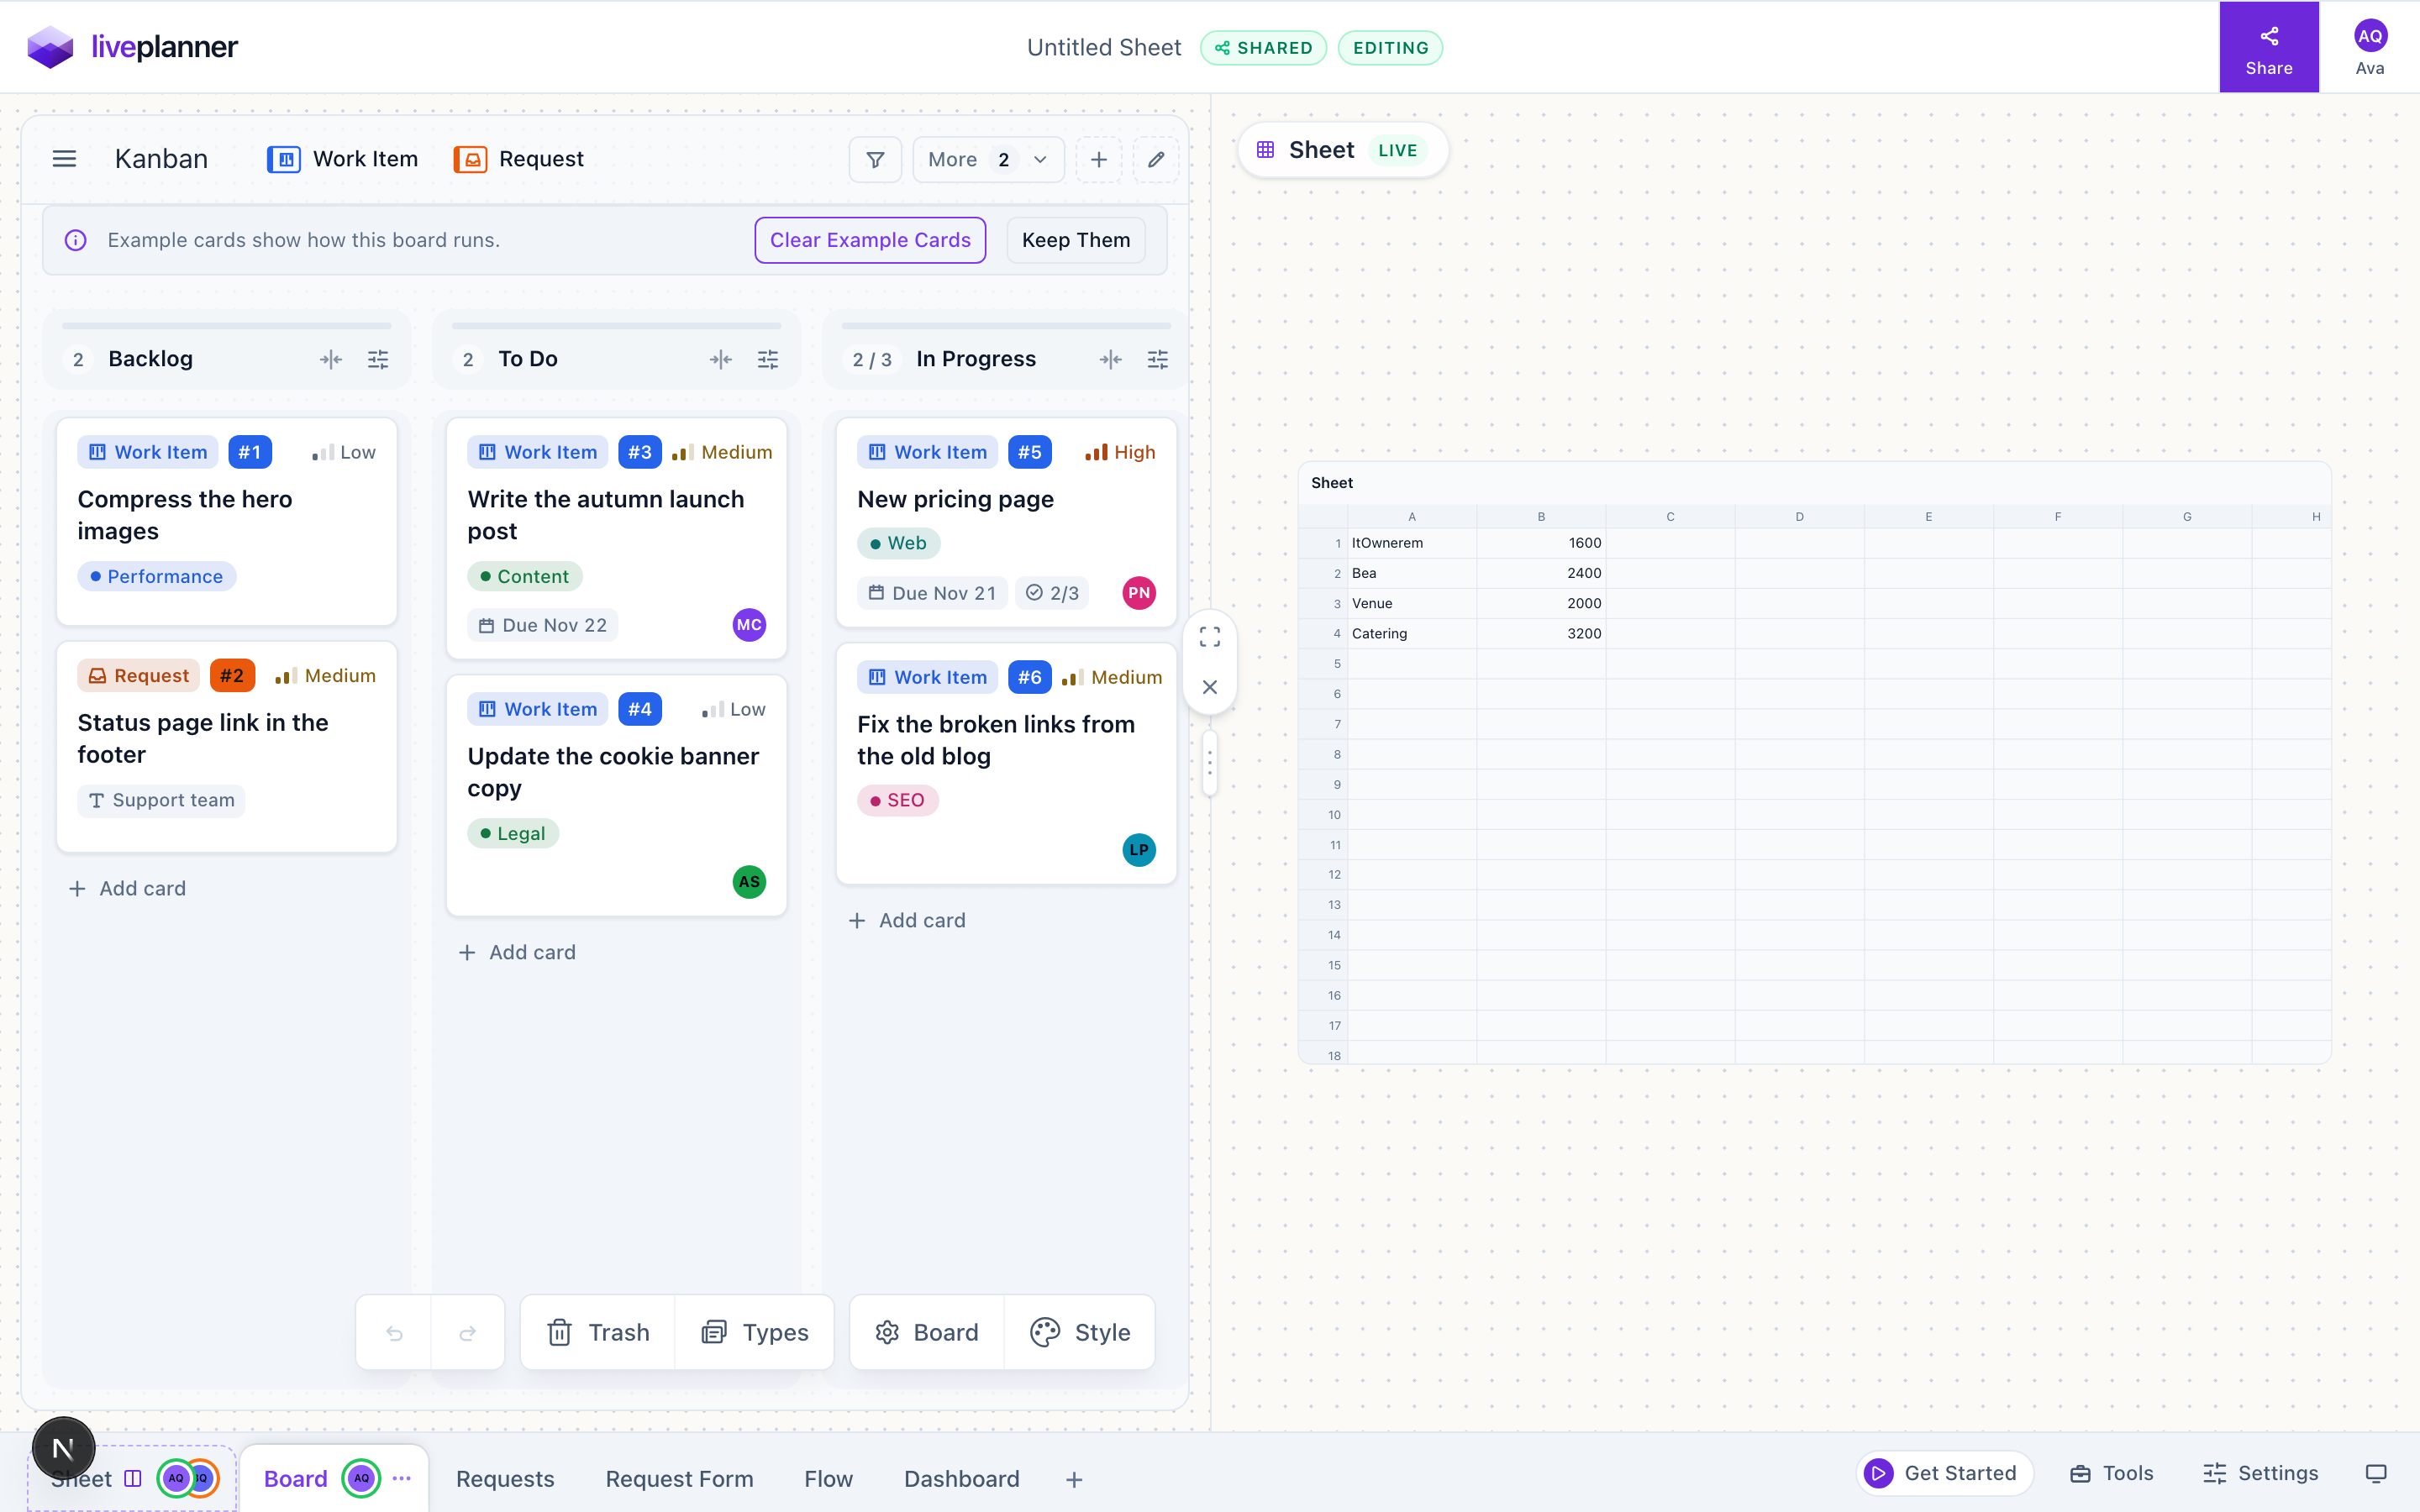 liveplanner
Untitled Sheet
SHARED
EDITING
Share
AQ
Ava
Kanban
Work Item
Request
More 2
Example cards show how this board runs.
Clear Example Cards
Keep Them
2 Backlog
Work Item #1 Low
Compress the hero
images
Performance
Request #2 Medium
Status page link in the
footer
Support team
Add card
2 To Do
Work Item #3 Medium
Write the autumn launch
post
Content
Due Nov 22
MC
Work Item #4 Low
Update the cookie banner
copy
Legal
AS
Add card
2 / 3 In Progress
Work Item #5 High
New pricing page
Web
Due Nov 21 2/3
PN
Work Item #6 Medium
Fix the broken links from
the old blog
SEO
LP
Add card
Trash
Types
Board
Style
Sheet LIVE
Sheet
A B C D E F G H
1 ItOwnerem 1600
2 Bea 2400
3 Venue 2000
4 Catering 3200
5
6
7
8
9
10
11
12
13
14
15
16
17
18
N
AQ
Board AQ
Requests
Request Form
Flow
Dashboard
Get Started
Tools
Settings